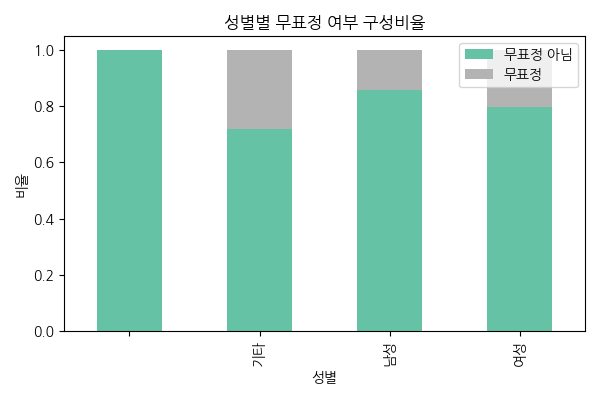 성별별 무표정 여부 구성비율
무표정 아님
무표정
비율
1.0
0.8
0.6
0.4
0.2
0.0
기타
남성
여성
성별